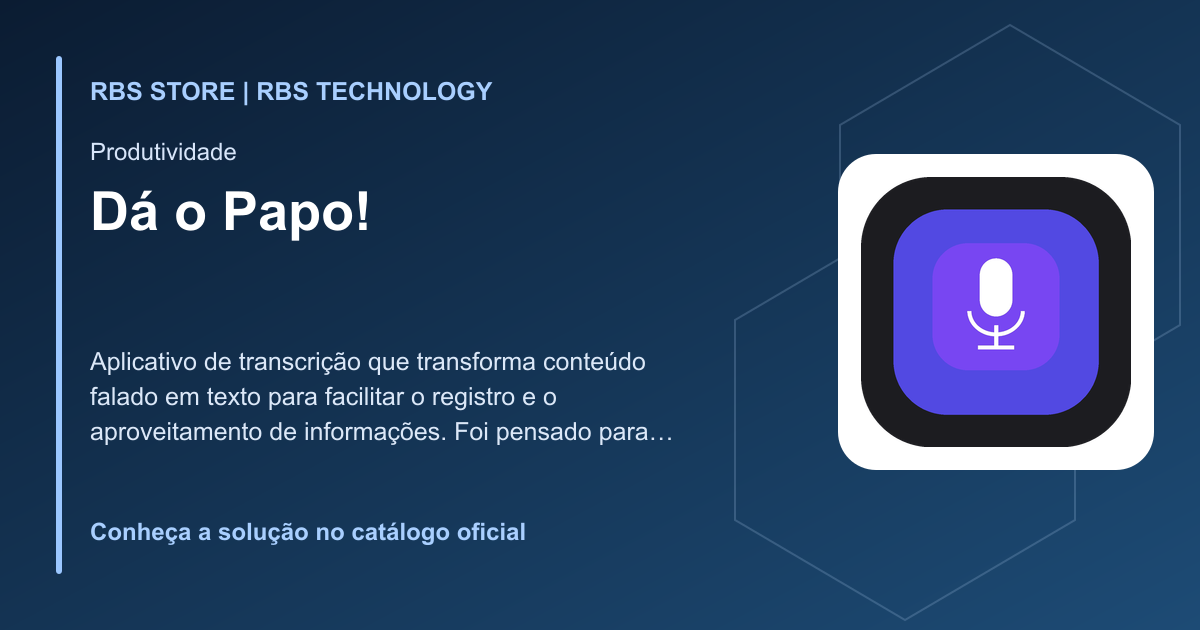 RBS STORE | RBS TECHNOLOGY
Produtividade
Dá o Papo!
Aplicativo de transcrição que transforma conteúdo
falado em texto para facilitar o registro e o
aproveitamento de informações. Foi pensado para…
Conheça a solução no catálogo oficial